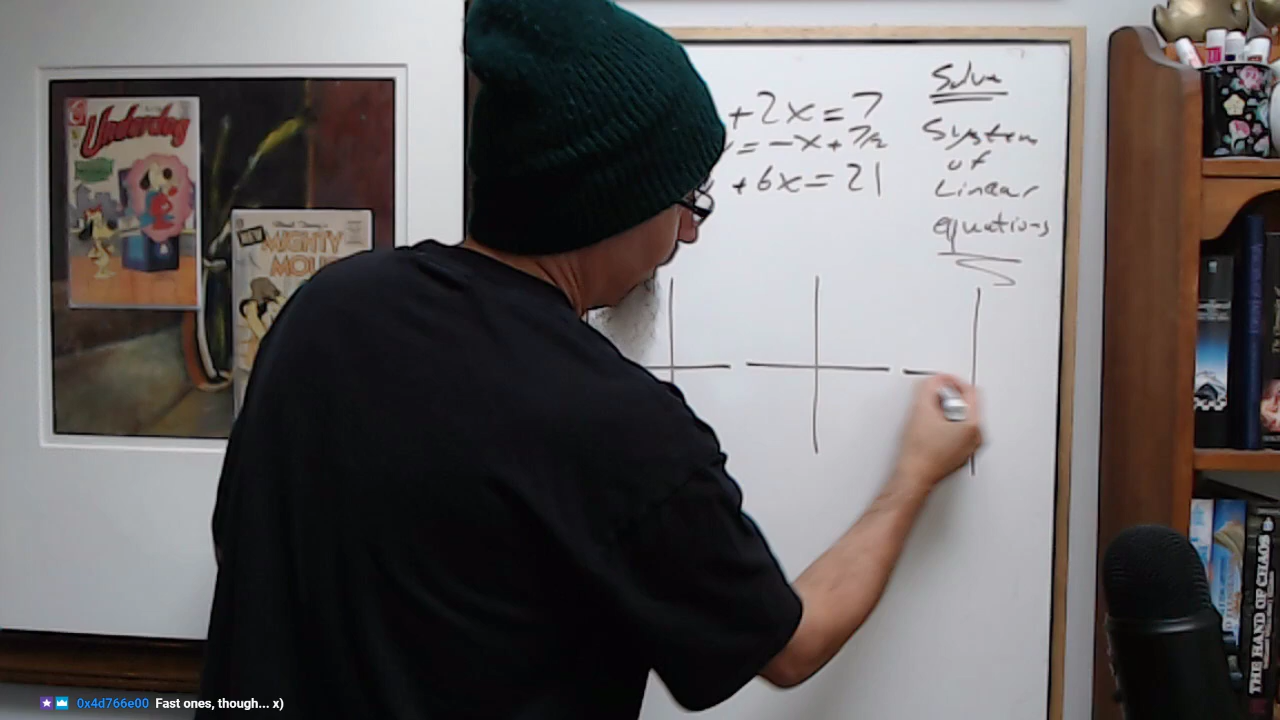 Underdog
NEW
MIGHTY
+2x=7
=-x+7/2
+6x=21
Solve
System
of
Linear
equations
THE HAND OF CHAOS
0x4d766e00 Fast ones, though... x)